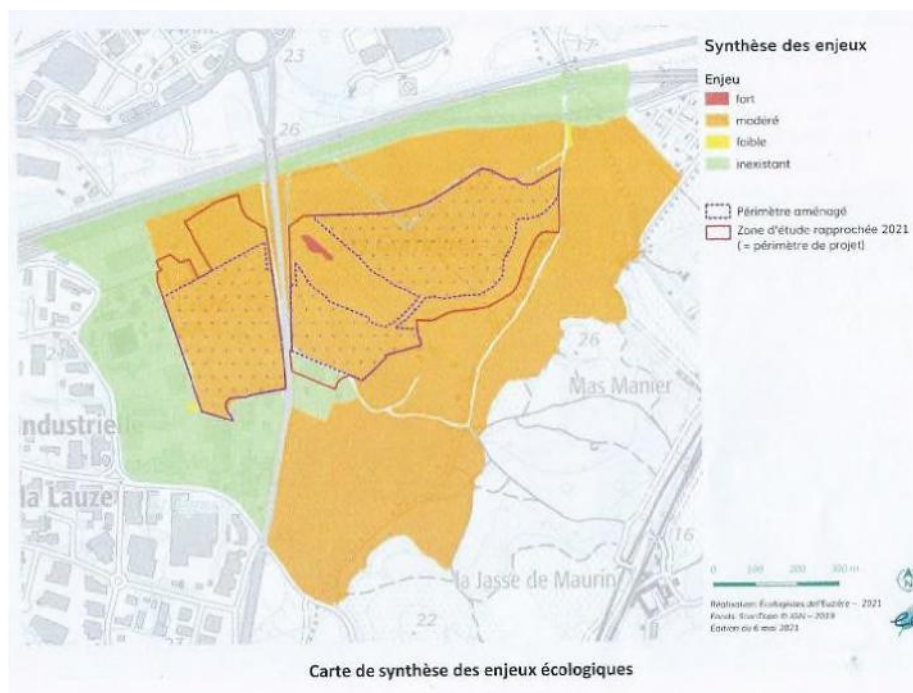 23
17
26
Synthèse des enjeux
Enjeu
fort
modéré
faible
inexistant
Périmètre aménagé
Zone d'étude rapprochée 2021
(= périmètre de projet)
26
Mas Manier
ndustrielle
la Lauze
la Jasse de Maurin
16
22
0 100 200 300 m
N
Réalisation: Écologistes de l'Euzière – 2021
Fonds: ScanTopo © IGN – 2019
Édition du 6 mai 2021
Carte de synthèse des enjeux écologiques